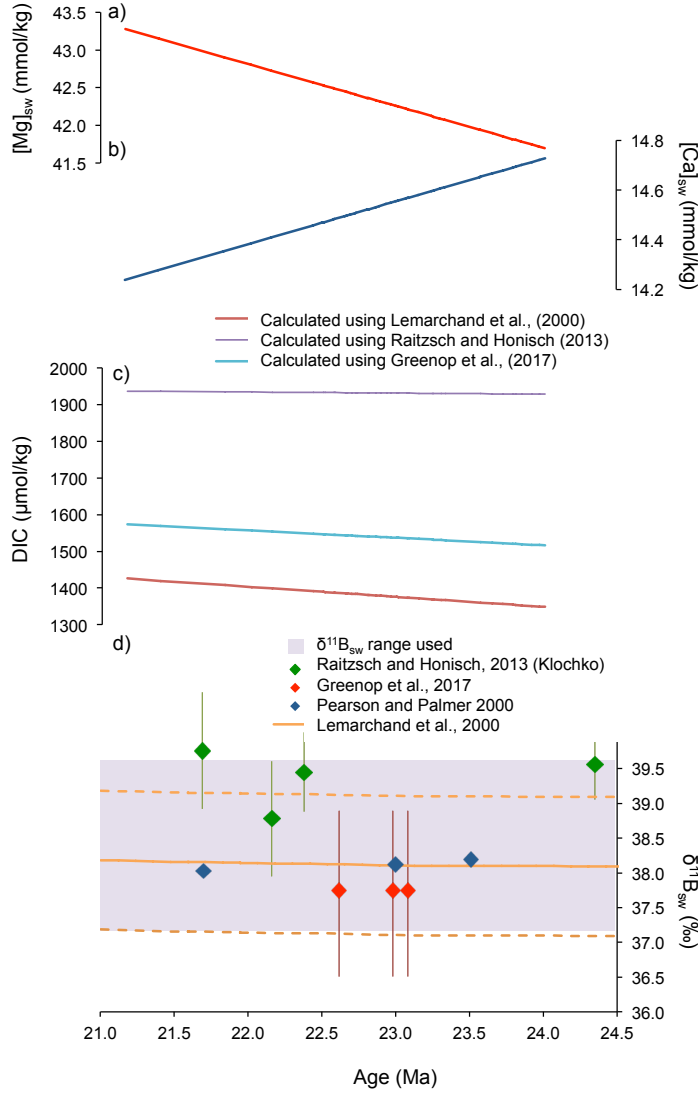 a)
43.5
43.0
42.5
42.0
41.5
[Mg]sw (mmol/kg)
b)
14.8
14.6
14.4
14.2
[Ca]sw (mmol/kg)
Calculated using Lemarchand et al., (2000)
Calculated using Raitzsch and Honisch (2013)
Calculated using Greenop et al., (2017)
c)
2000
1900
1800
1700
1600
1500
1400
1300
DIC (μmol/kg)
d)
δ¹¹Bsw range used
Raitzsch and Honisch, 2013 (Klochko)
Greenop et al., 2017
Pearson and Palmer 2000
Lemarchand et al., 2000
39.5
39.0
38.5
38.0
37.5
37.0
36.5
36.0
δ¹¹Bsw (‰)
21.0 21.5 22.0 22.5 23.0 23.5 24.0 24.5
Age (Ma)